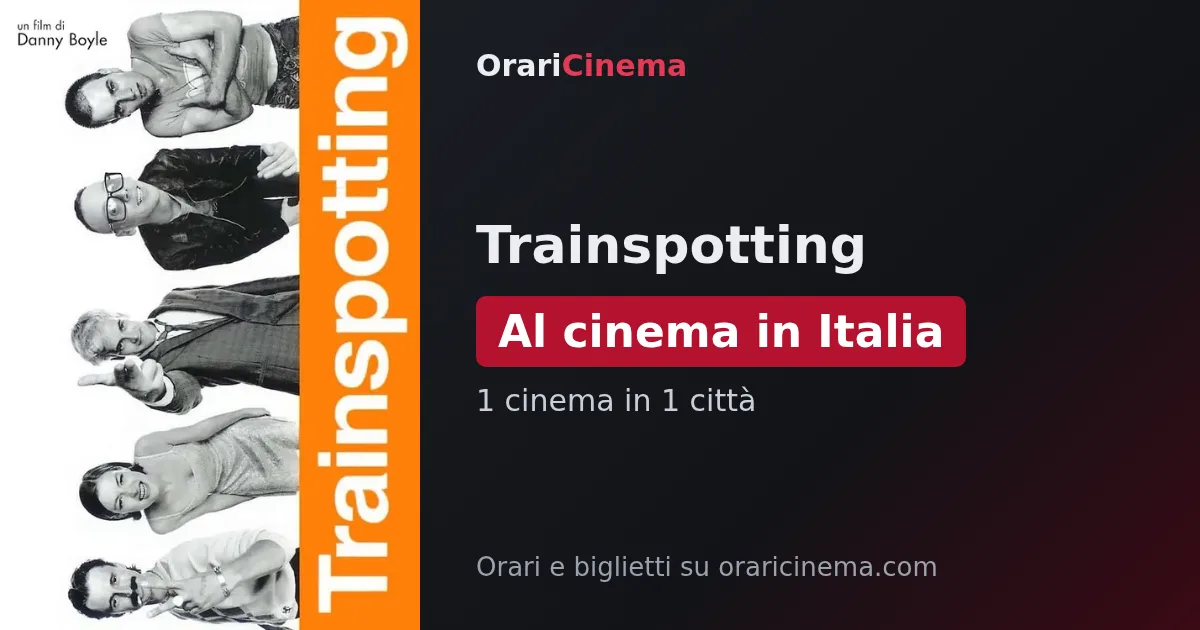 un film di
Danny Boyle
Trainspotting
OrariCinema
Trainspotting
Al cinema in Italia
1 cinema in 1 città
Orari e biglietti su oraricinema.com